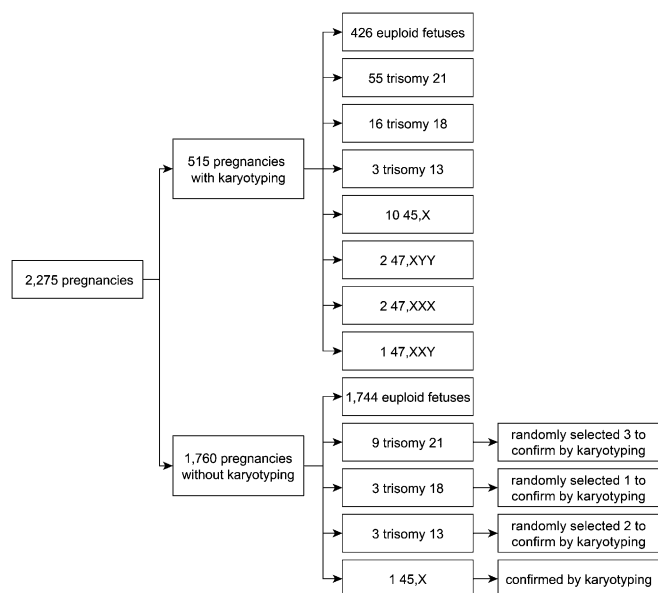 2,275 pregnancies
515 pregnancies
with karyotyping
426 euploid fetuses
55 trisomy 21
16 trisomy 18
3 trisomy 13
10 45,X
2 47,XYY
2 47,XXX
1 47,XXY
1,760 pregnancies
without karyotyping
1,744 euploid fetuses
9 trisomy 21
randomly selected 3 to
confirm by karyotyping
3 trisomy 18
randomly selected 1 to
confirm by karyotyping
3 trisomy 13
randomly selected 2 to
confirm by karyotyping
1 45,X
confirmed by karyotyping